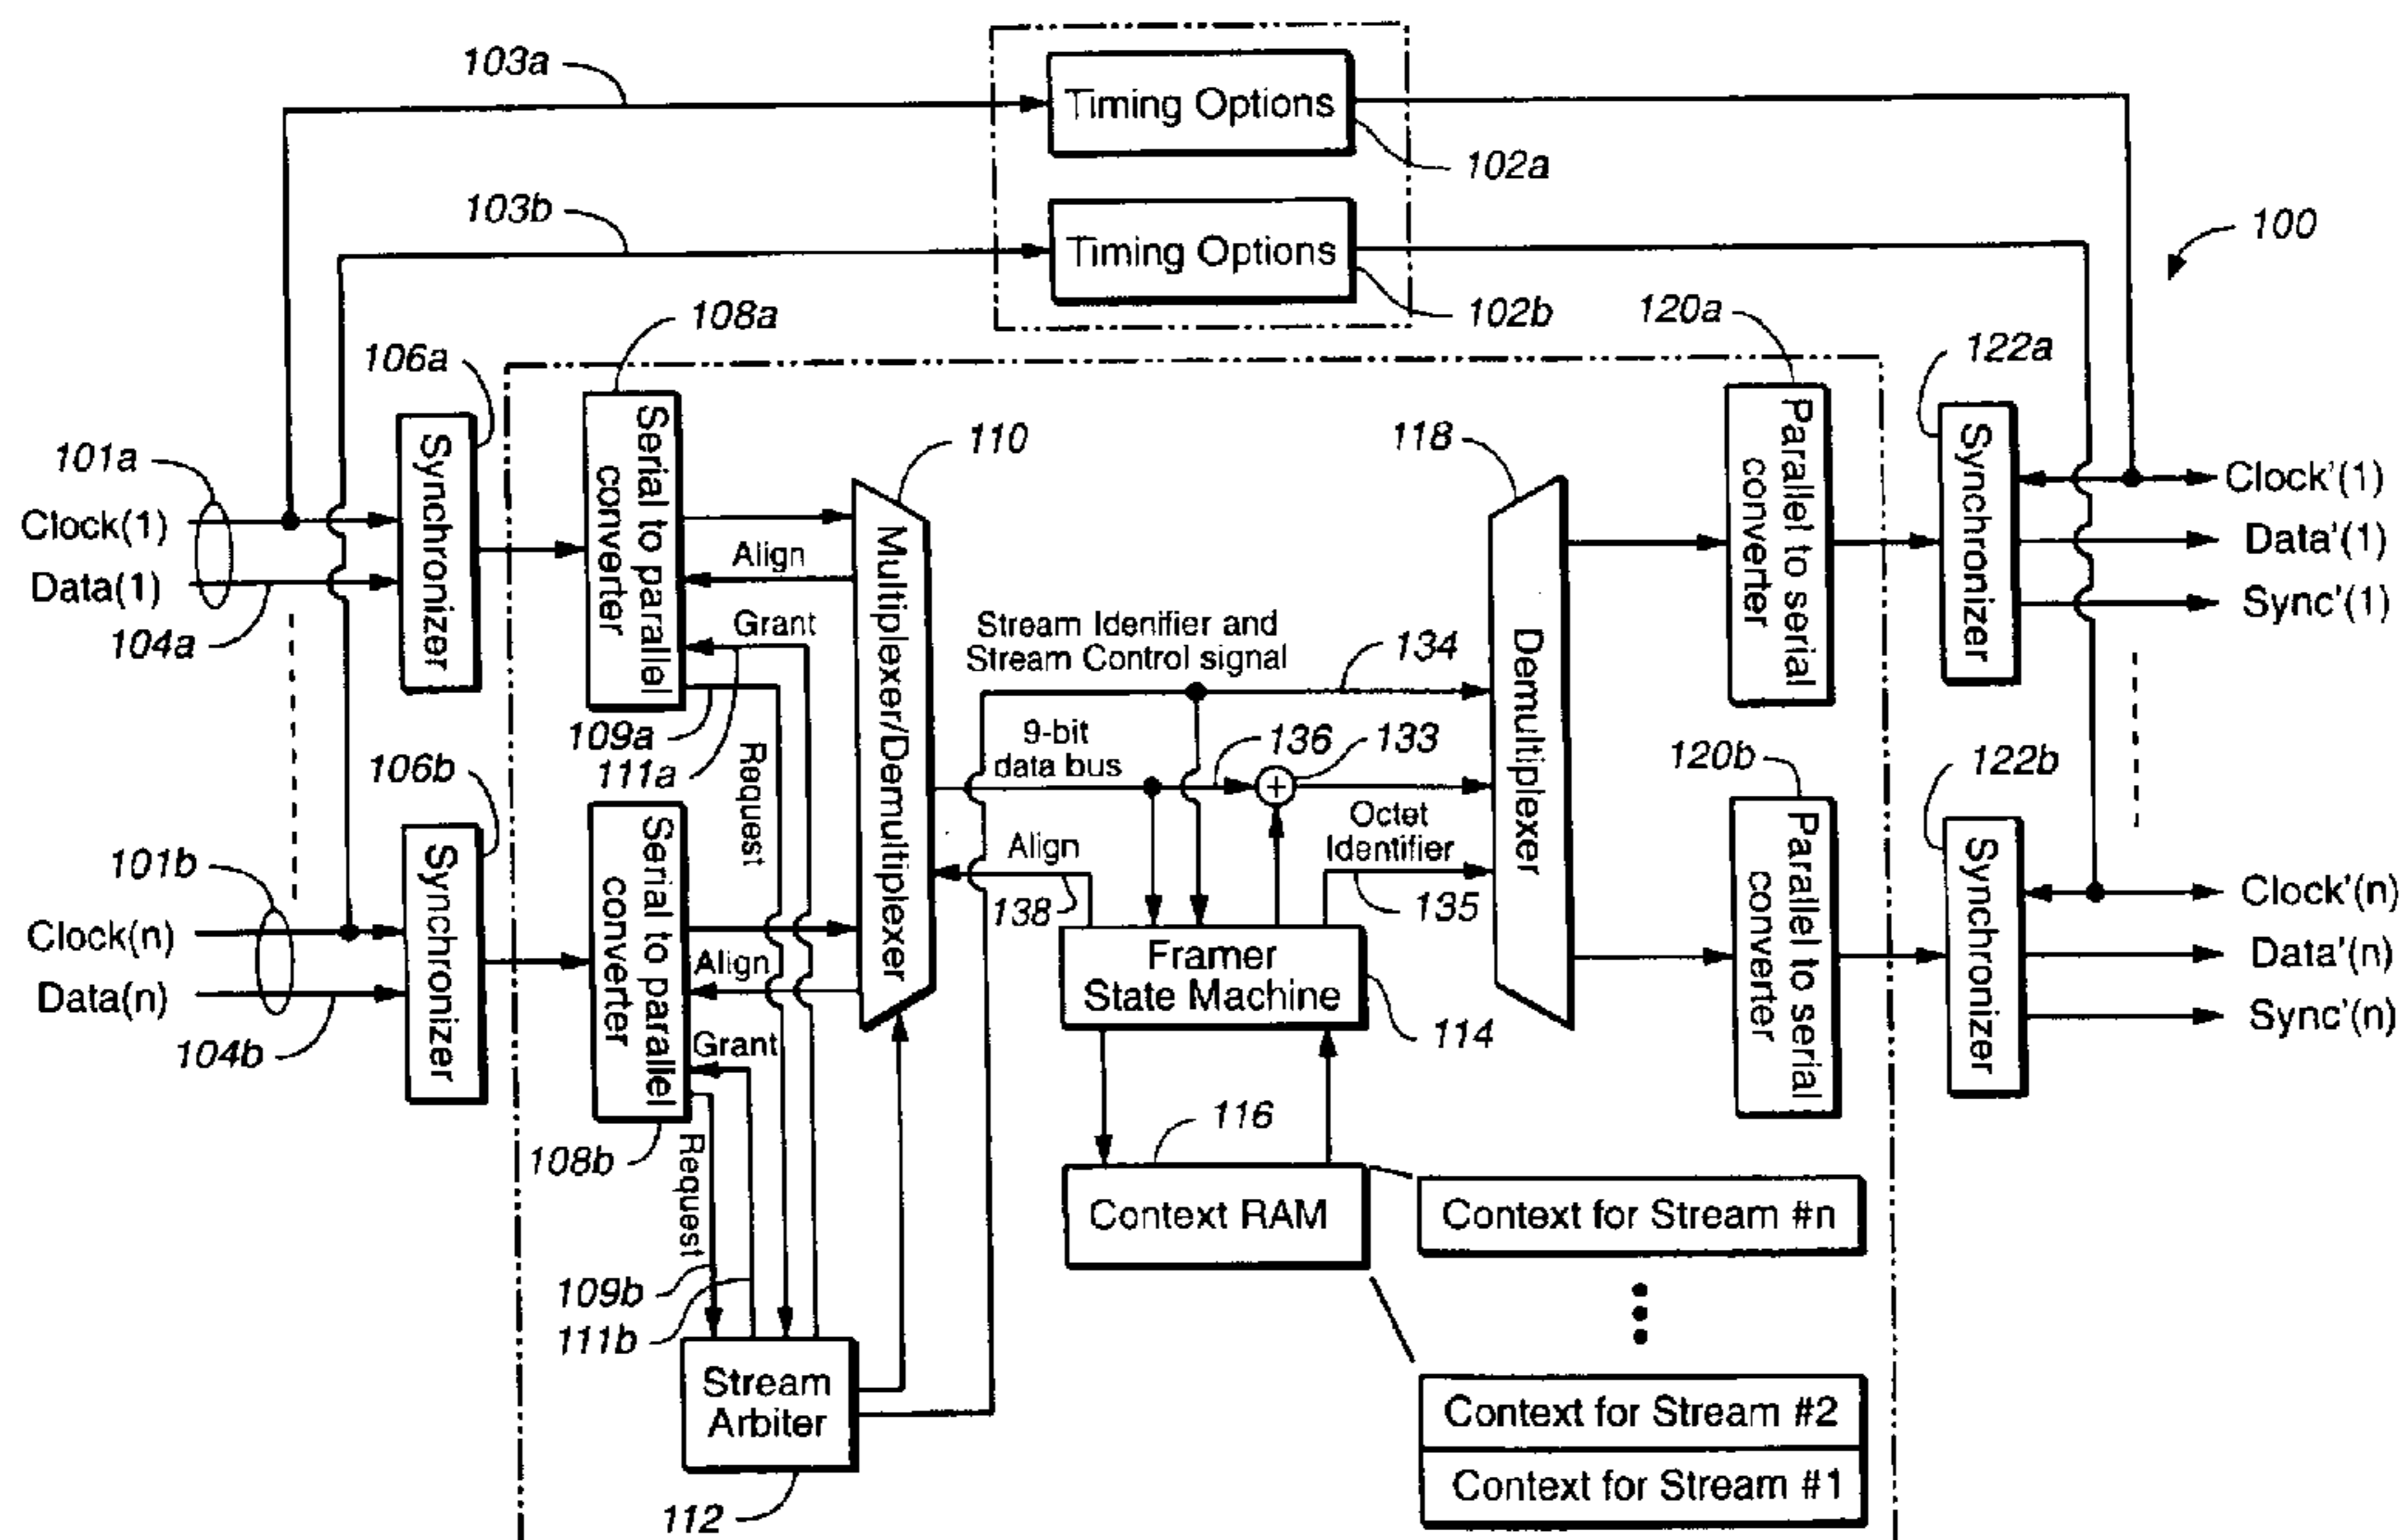 103a
Timing Options
102a
103b
Timing Options
102b
100
108a
120a
106a
122a
Serial to parallel
converter
Parallel to serial
converter
Synchronizer
Synchronizer
110
118
101a
Clock(1)
Data(1)
104a
Clock'(1)
Data'(1)
Sync'(1)
Align
Grant
Multiplexer/Demultiplexer
Demultiplexer
Stream Idenifier and
Stream Control signal
134
109a
111a
Request
9-bit
data bus
136
133
+
106b
120b
122b
Synchronizer
Serial to parallel
converter
Align
138
Octet
Identifier
135
Parallel to serial
converter
Synchronizer
101b
Clock(n)
Data(n)
104b
Clock'(n)
Data'(n)
Sync'(n)
Align
Grant
Framer
State Machine
114
108b
Request
116
Context RAM
Context for Stream #n
109b
111b
Stream
Arbiter
112
Context for Stream #2
Context for Stream #1